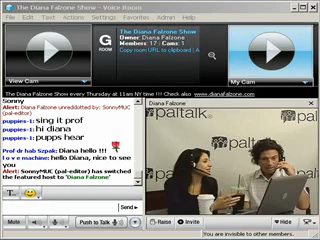 The Diana Falzone Show - Voice Room
File Edit Text Actions Settings Favorites Admin Help
G
ROOM
The Diana Falzone Show
Owner: Diana Falzone
Members: 17 Cams: 1
Copy room URL to clipboard | A
View Cam
My Cam
The Diana Falzone Show every Thursday at 11am NY time !!! Check also www.dianafalzone.com
Sonny
Alert: Diana Falzone unreddotted by: SonnyMUC
(pal-editor)
puppies-1: sing it prof
puppies-1: hi diana
puppies-1: pupps hear
Prof dr hab Szpak: Diana hello !!!
l o v e machine: hello Diana, nice to see
you
Alert: SonnyMUC (pal-editor) has switched
the featured host to 'Diana Falzone'
Send
Mute
Push to Talk
Diana Falzone
paltalk
paltalk
Raise
Invite
Hide
You are invisible to other members.